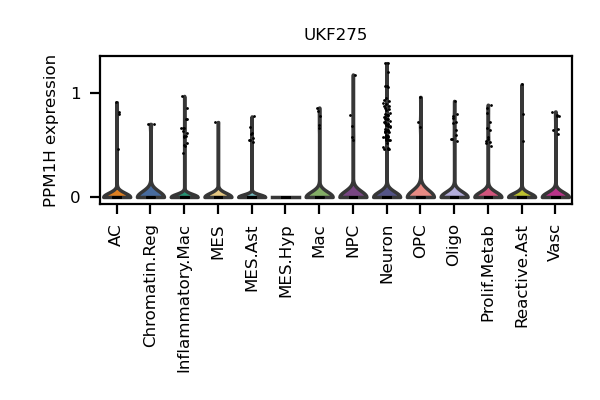 UKF275
PPM1H expression
1
0
AC
Chromatin.Reg
Inflammatory.Mac
MES
MES.Ast
MES.Hyp
Mac
NPC
Neuron
OPC
Oligo
Prolif.Metab
Reactive.Ast
Vasc